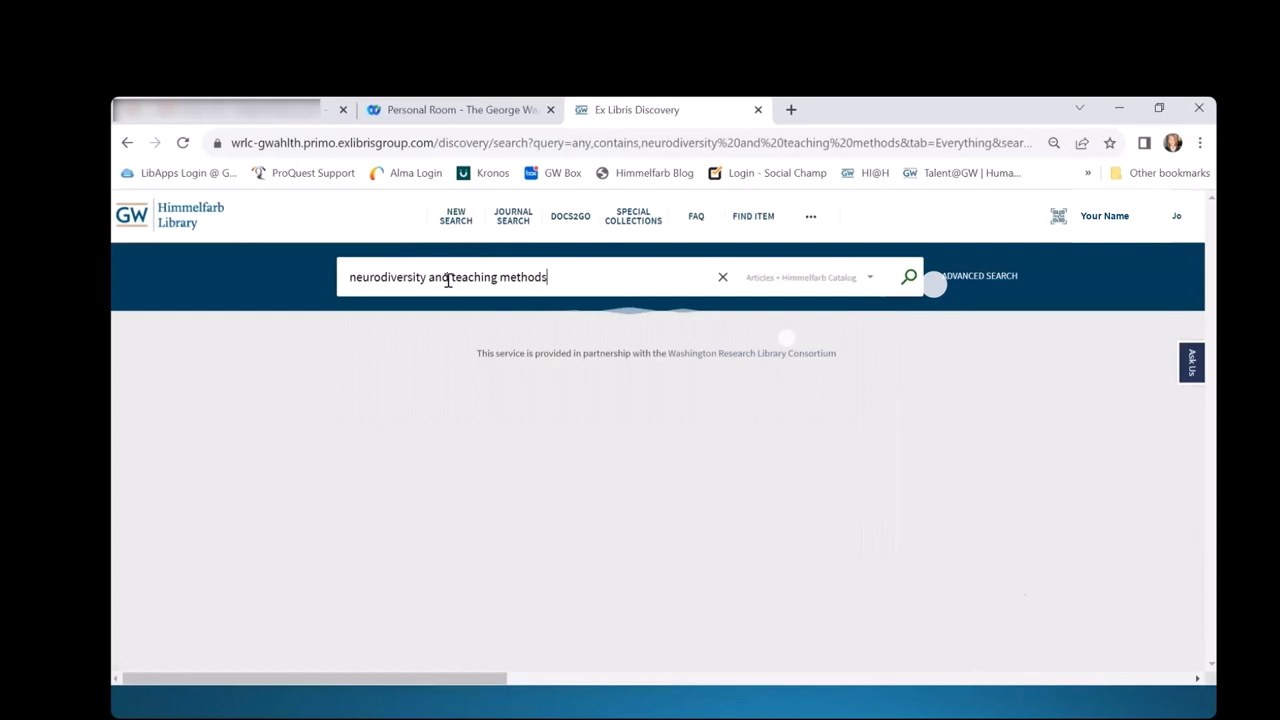 Personal Room - The George Wa
Ex Libris Discovery
wrlc-gwahlth.primo.exlibrisgroup.com/discovery/search?query=any,contains,neurodiversity%20and%20teaching%20methods&tab=Everything&sear...
LibApps Login @ G...
ProQuest Support
Alma Login
Kronos
box
GW Box
Himmelfarb Blog
Login - Social Champ
GW
HI@H
GW
Talent@GW | Huma...
»
Other bookmarks
GW
Himmelfarb
Library
NEW
SEARCH
JOURNAL
SEARCH
DOCS2GO
SPECIAL
COLLECTIONS
FAQ
FIND ITEM
...
Your Name
Jo
neurodiversity and teaching methods
Articles + Himmelfarb Catalog
ADVANCED SEARCH
This service is provided in partnership with the Washington Research Library Consortium
Ask Us